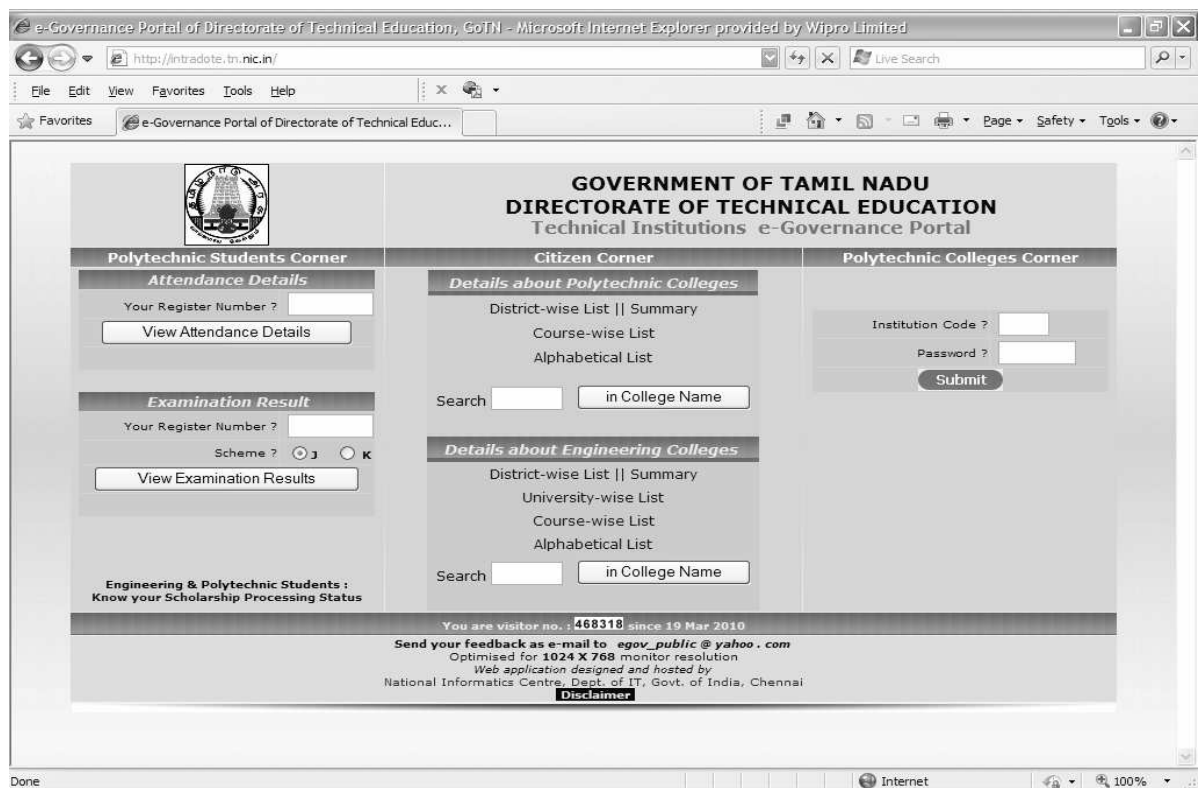 e-Governance Portal of Directorate of Technical Education, GoTN - Microsoft Internet Explorer provided by Wipro Limited
http://intradote.tn.nic.in/
Live Search
File Edit View Favorites Tools Help
Favorites
e-Governance Portal of Directorate of Technical Educ...
Page Safety Tools
GOVERNMENT OF TAMIL NADU
DIRECTORATE OF TECHNICAL EDUCATION
Technical Institutions e-Governance Portal
Polytechnic Students Corner
Attendance Details
Your Register Number ?
View Attendance Details
Examination Result
Your Register Number ?
Scheme ? J K
View Examination Results
Engineering & Polytechnic Students :
Know your Scholarship Processing Status
Citizen Corner
Details about Polytechnic Colleges
District-wise List || Summary
Course-wise List
Alphabetical List
Search in College Name
Details about Engineering Colleges
District-wise List || Summary
University-wise List
Course-wise List
Alphabetical List
Search in College Name
Polytechnic Colleges Corner
Institution Code ?
Password ?
Submit
You are visitor no. : 468318 since 19 Mar 2010
Send your feedback as e-mail to egov_public @ yahoo . com
Optimised for 1024 X 768 monitor resolution
Web application designed and hosted by
National Informatics Centre, Dept. of IT, Govt. of India, Chennai
Disclaimer
Done
Internet
100%